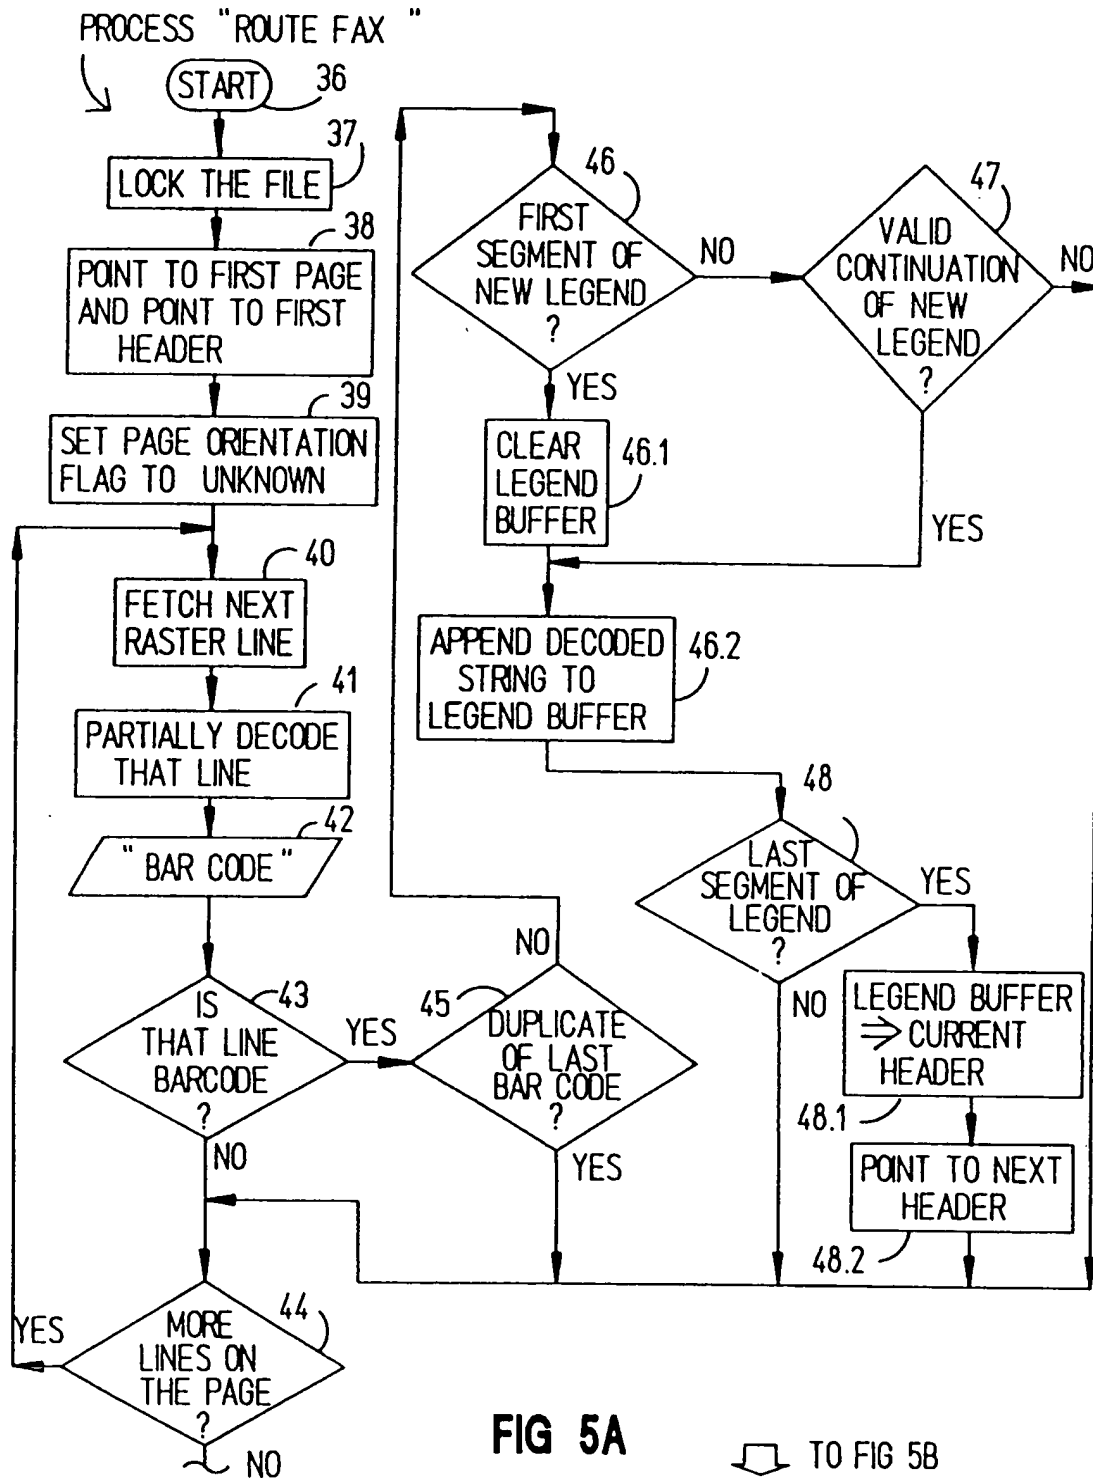 PROCESS "ROUTE FAX "
START
36
37
LOCK THE FILE
38
POINT TO FIRST PAGE
AND POINT TO FIRST
HEADER
39
SET PAGE ORIENTATION
FLAG TO UNKNOWN
40
FETCH NEXT
RASTER LINE
41
PARTIALLY DECODE
THAT LINE
42
" BAR CODE "
43
IS
THAT LINE
BARCODE
?
YES
NO
44
MORE
LINES ON
THE PAGE
?
YES
NO
45
DUPLICATE
OF LAST
BAR CODE
?
NO
YES
46
FIRST
SEGMENT OF
NEW LEGEND
?
NO
YES
46.1
CLEAR
LEGEND
BUFFER
47
VALID
CONTINUATION
OF NEW
LEGEND
?
NO
YES
46.2
APPEND DECODED
STRING TO
LEGEND BUFFER
48
LAST
SEGMENT OF
LEGEND
?
YES
NO
LEGEND BUFFER
⇒ CURRENT
HEADER
48.1
POINT TO NEXT
HEADER
48.2
FIG 5A
TO FIG 5B